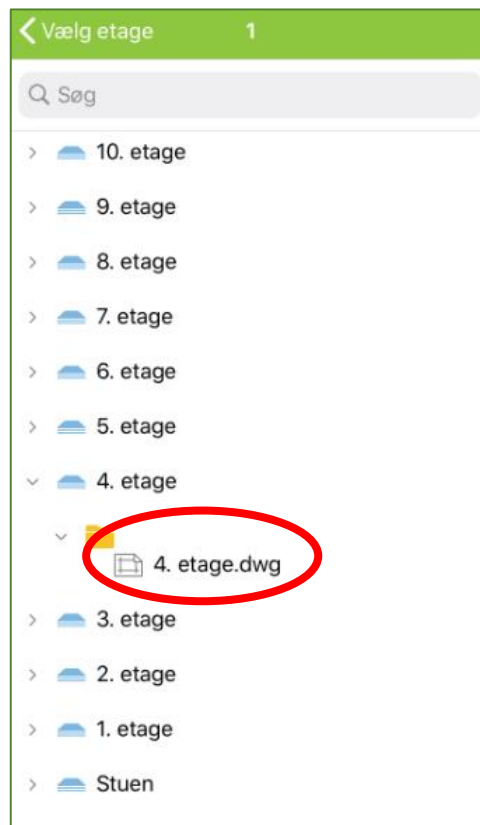 Vælg etage 1
Søg
10. etage
9. etage
8. etage
7. etage
6. etage
5. etage
4. etage
4. etage.dwg
3. etage
2. etage
1. etage
Stuen